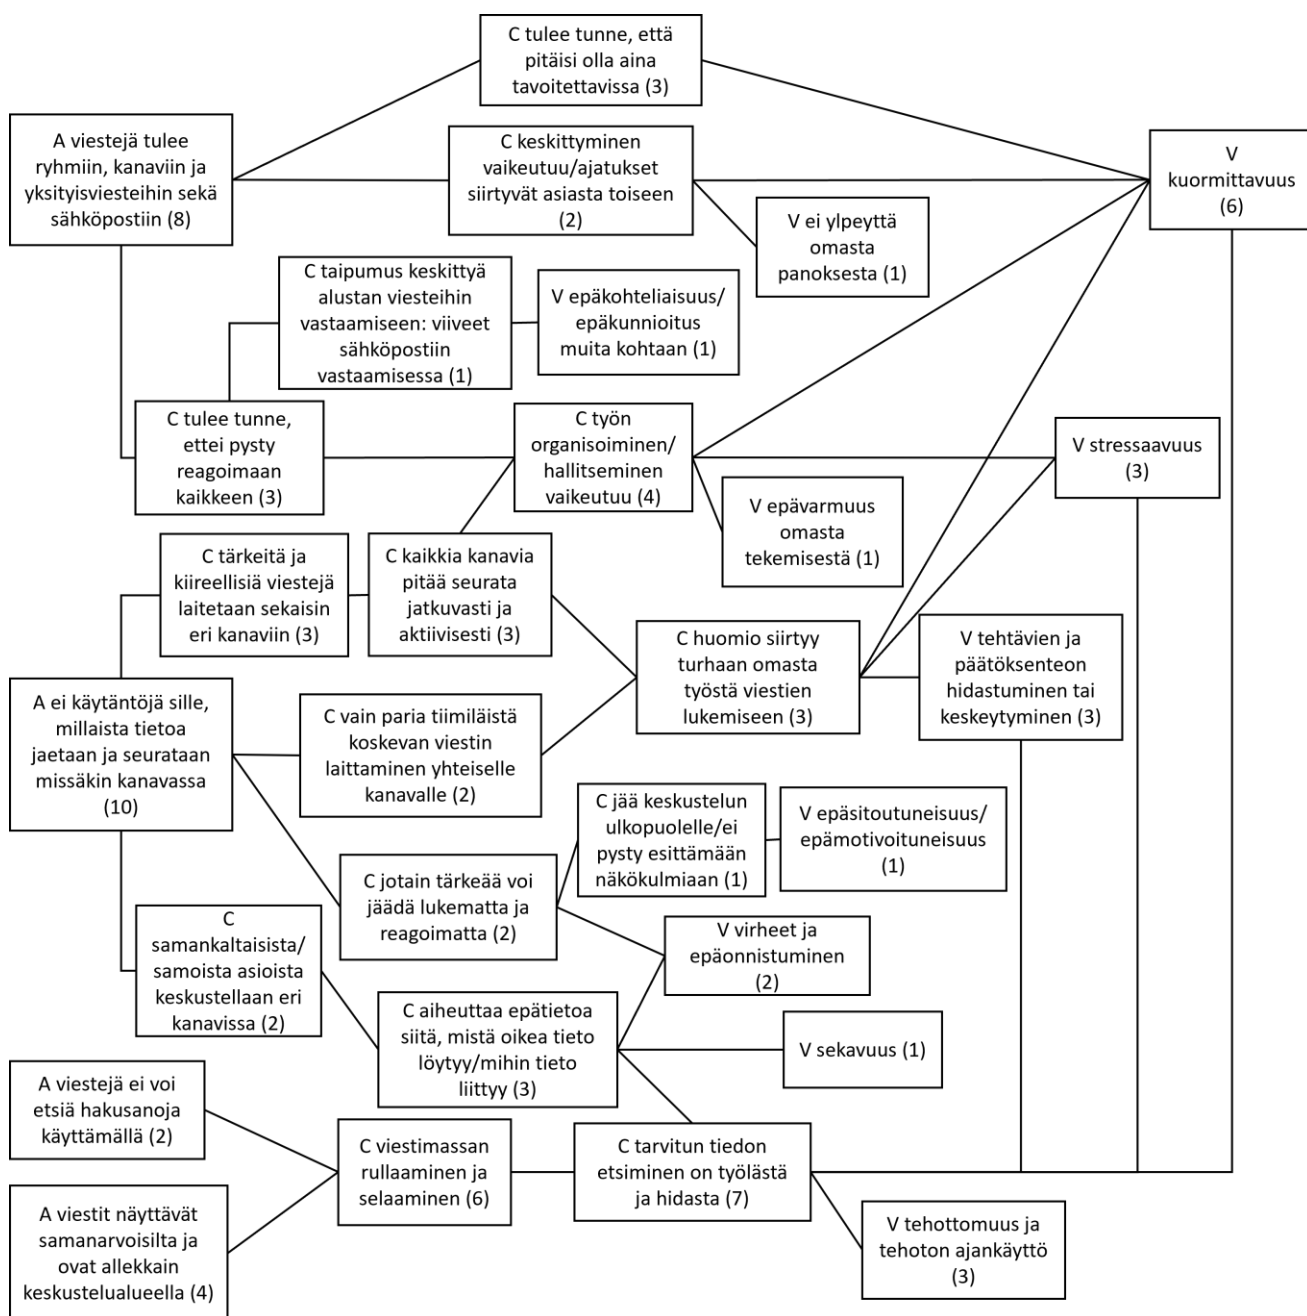 C tulee tunne, että
pitäisi olla aina
tavoitettavissa (3)
A viestejä tulee
ryhmiin, kanaviin ja
yksityisviesteihin sekä
sähköpostiin (8)
C keskittyminen
vaikeutuu/ajatukset
siirtyvät asiasta toiseen
(2)
V
kuormittavuus
(6)
V ei ylpeyttä
omasta
panoksesta (1)
C taipumus keskittyä
alustan viesteihin
vastaamiseen: viiveet
sähköpostiin
vastaamisessa (1)
V epäkohteliaisuus/
epäkunnioitus
muita kohtaan (1)
C tulee tunne,
ettei pysty
reagoimaan
kaikkeen (3)
C työn
organisoiminen/
hallitseminen
vaikeutuu (4)
V stressaavuus
(3)
V epävarmuus
omasta
tekemisestä (1)
C tärkeitä ja
kiireellisiä viestejä
laitetaan sekaisin
eri kanaviin (3)
C kaikkia kanavia
pitää seurata
jatkuvasti ja
aktiivisesti (3)
C huomio siirtyy
turhaan omasta
työstä viestien
lukemiseen (3)
V tehtävien ja
päätöksenteon
hidastuminen tai
keskeytyminen (3)
A ei käytäntöjä sille,
millaista tietoa
jaetaan ja seurataan
missäkin kanavassa
(10)
C vain paria tiimiläistä
koskevan viestin
laittaminen yhteiselle
kanavalle (2)
C jää keskustelun
ulkopuolelle/ei
pysty esittämään
näkökulmiaan (1)
V epäsitoutuneisuus/
epämotivoituneisuus
(1)
C jotain tärkeää voi
jäädä lukematta ja
reagoimatta (2)
C
samankaltaisista/
samoista asioista
keskustellaan eri
kanavissa (2)
V virheet ja
epäonnistuminen
(2)
C aiheuttaa epätietoa
siitä, mistä oikea tieto
löytyy/mihin tieto
liittyy (3)
V sekavuus (1)
A viestejä ei voi
etsiä hakusanoja
käyttämällä (2)
C viestimassan
rullaaminen ja
selaaminen (6)
C tarvitun tiedon
etsiminen on työlästä
ja hidasta (7)
A viestit näyttävät
samanarvoisilta ja
ovat allekkain
keskustelualueella (4)
V tehottomuus ja
tehoton ajankäyttö
(3)